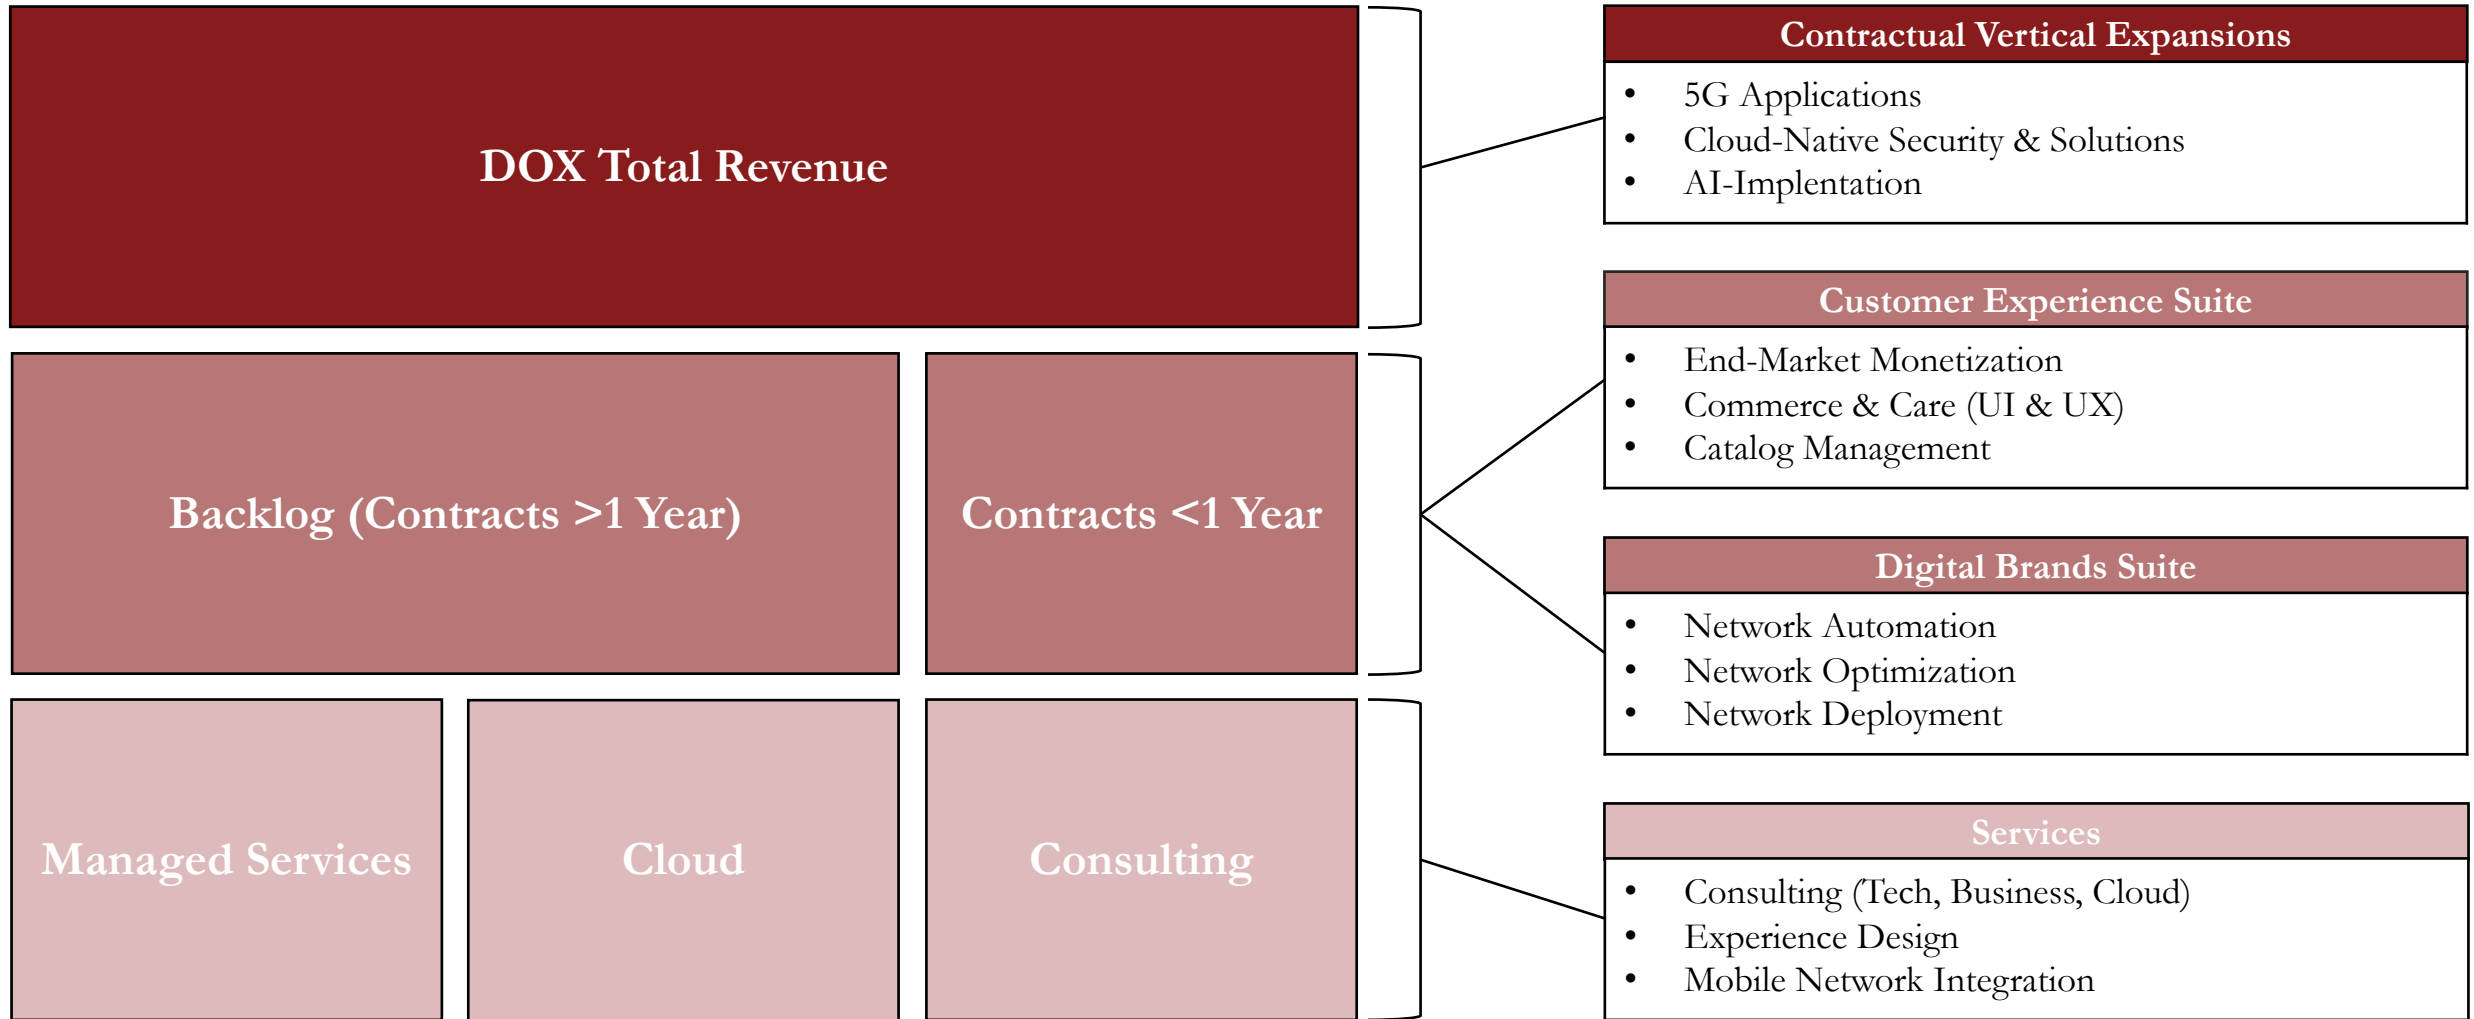 DOX Total Revenue
Backlog (Contracts >1 Year)
Contracts <1 Year
Managed Services
Cloud
Consulting
Contractual Vertical Expansions
• 5G Applications
• Cloud-Native Security & Solutions
• AI-Implentation
Customer Experience Suite
• End-Market Monetization
• Commerce & Care (UI & UX)
• Catalog Management
Digital Brands Suite
• Network Automation
• Network Optimization
• Network Deployment
Services
• Consulting (Tech, Business, Cloud)
• Experience Design
• Mobile Network Integration